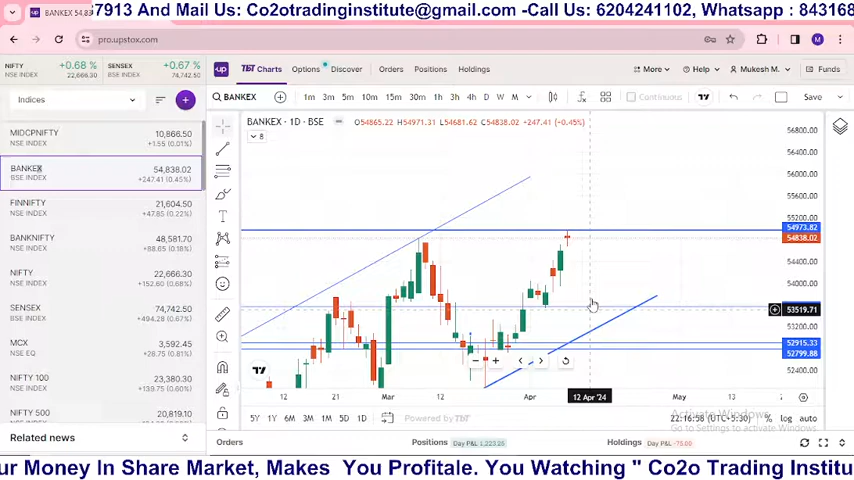 57913 And Mail Us: Co2otradinginstitute@gmail.com -Call Us: 6204241102, Whatsapp : 843168
BANKEX 54,8
pro.upstox.com
NIFTY +0.68 %
NSE INDEX 22,666.30
SENSEX +0.67 %
BSE INDEX 74,742.50
up TBT Charts Options Discover Orders Positions Holdings More Help Mukesh M. Funds
Indices
BANKEX 1m 3m 5m 10m 15m 30m 1h 3h 4h D W M Continuous Save
MIDCPNIFTY 10,866.50
NSE INDEX +1.55 (0.01%)
BANKEX 54,838.02
BSE INDEX +247.41 (0.45%)
FINNIFTY 21,604.50
NSE INDEX +47.85 (0.22%)
BANKNIFTY 48,581.70
NSE INDEX +88.65 (0.18%)
NIFTY 22,666.30
NSE INDEX +152.60 (0.68%)
SENSEX 74,742.50
BSE INDEX +494.28 (0.67%)
MCX 3,592.45
NSE EQ +28.75 (0.81%)
NIFTY 100 23,380.30
NSE INDEX +139.75 (0.60%)
NIFTY 500 20,819.10
Related news
BANKEX · 1D · BSE O54865.22 H54971.31 L54681.62 C54838.02 +247.41 (+0.45%)
8
56800.00
56000.00
55600.00
55200.00
54973.82
54838.02
54400.00
54000.00
53519.71
53200.00
52915.33
52799.88
52400.00
12 21 Mar 12 Apr 12 Apr '24 May 13
5Y 1Y 6M 3M 1M 5D 1D Powered by TBT 22:16:58 (UTC+5:30) % log auto
Activate Windows
Go to Settings to activate Windows.
Orders Positions Day P&L 1,223.25 Holdings Day P&L -75.00
ur Money In Share Market, Makes You Profitale. You Watching " Co2o Trading Institu